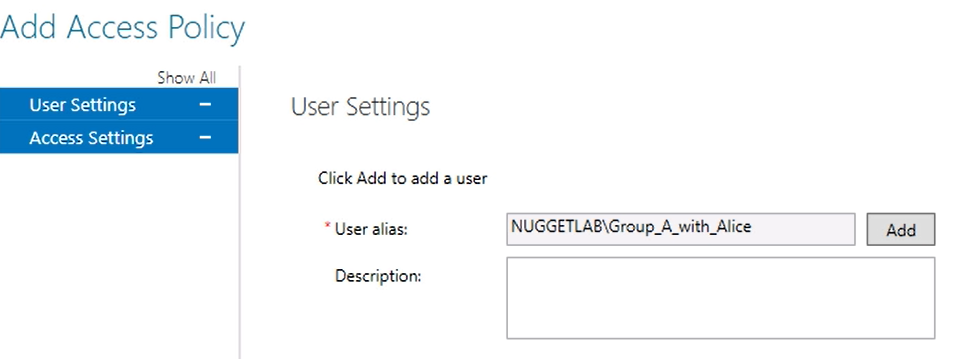 Add Access Policy
Show All
User Settings
Access Settings
User Settings
Click Add to add a user
* User alias: NUGGETLAB\Group_A_with_Alice Add
Description: